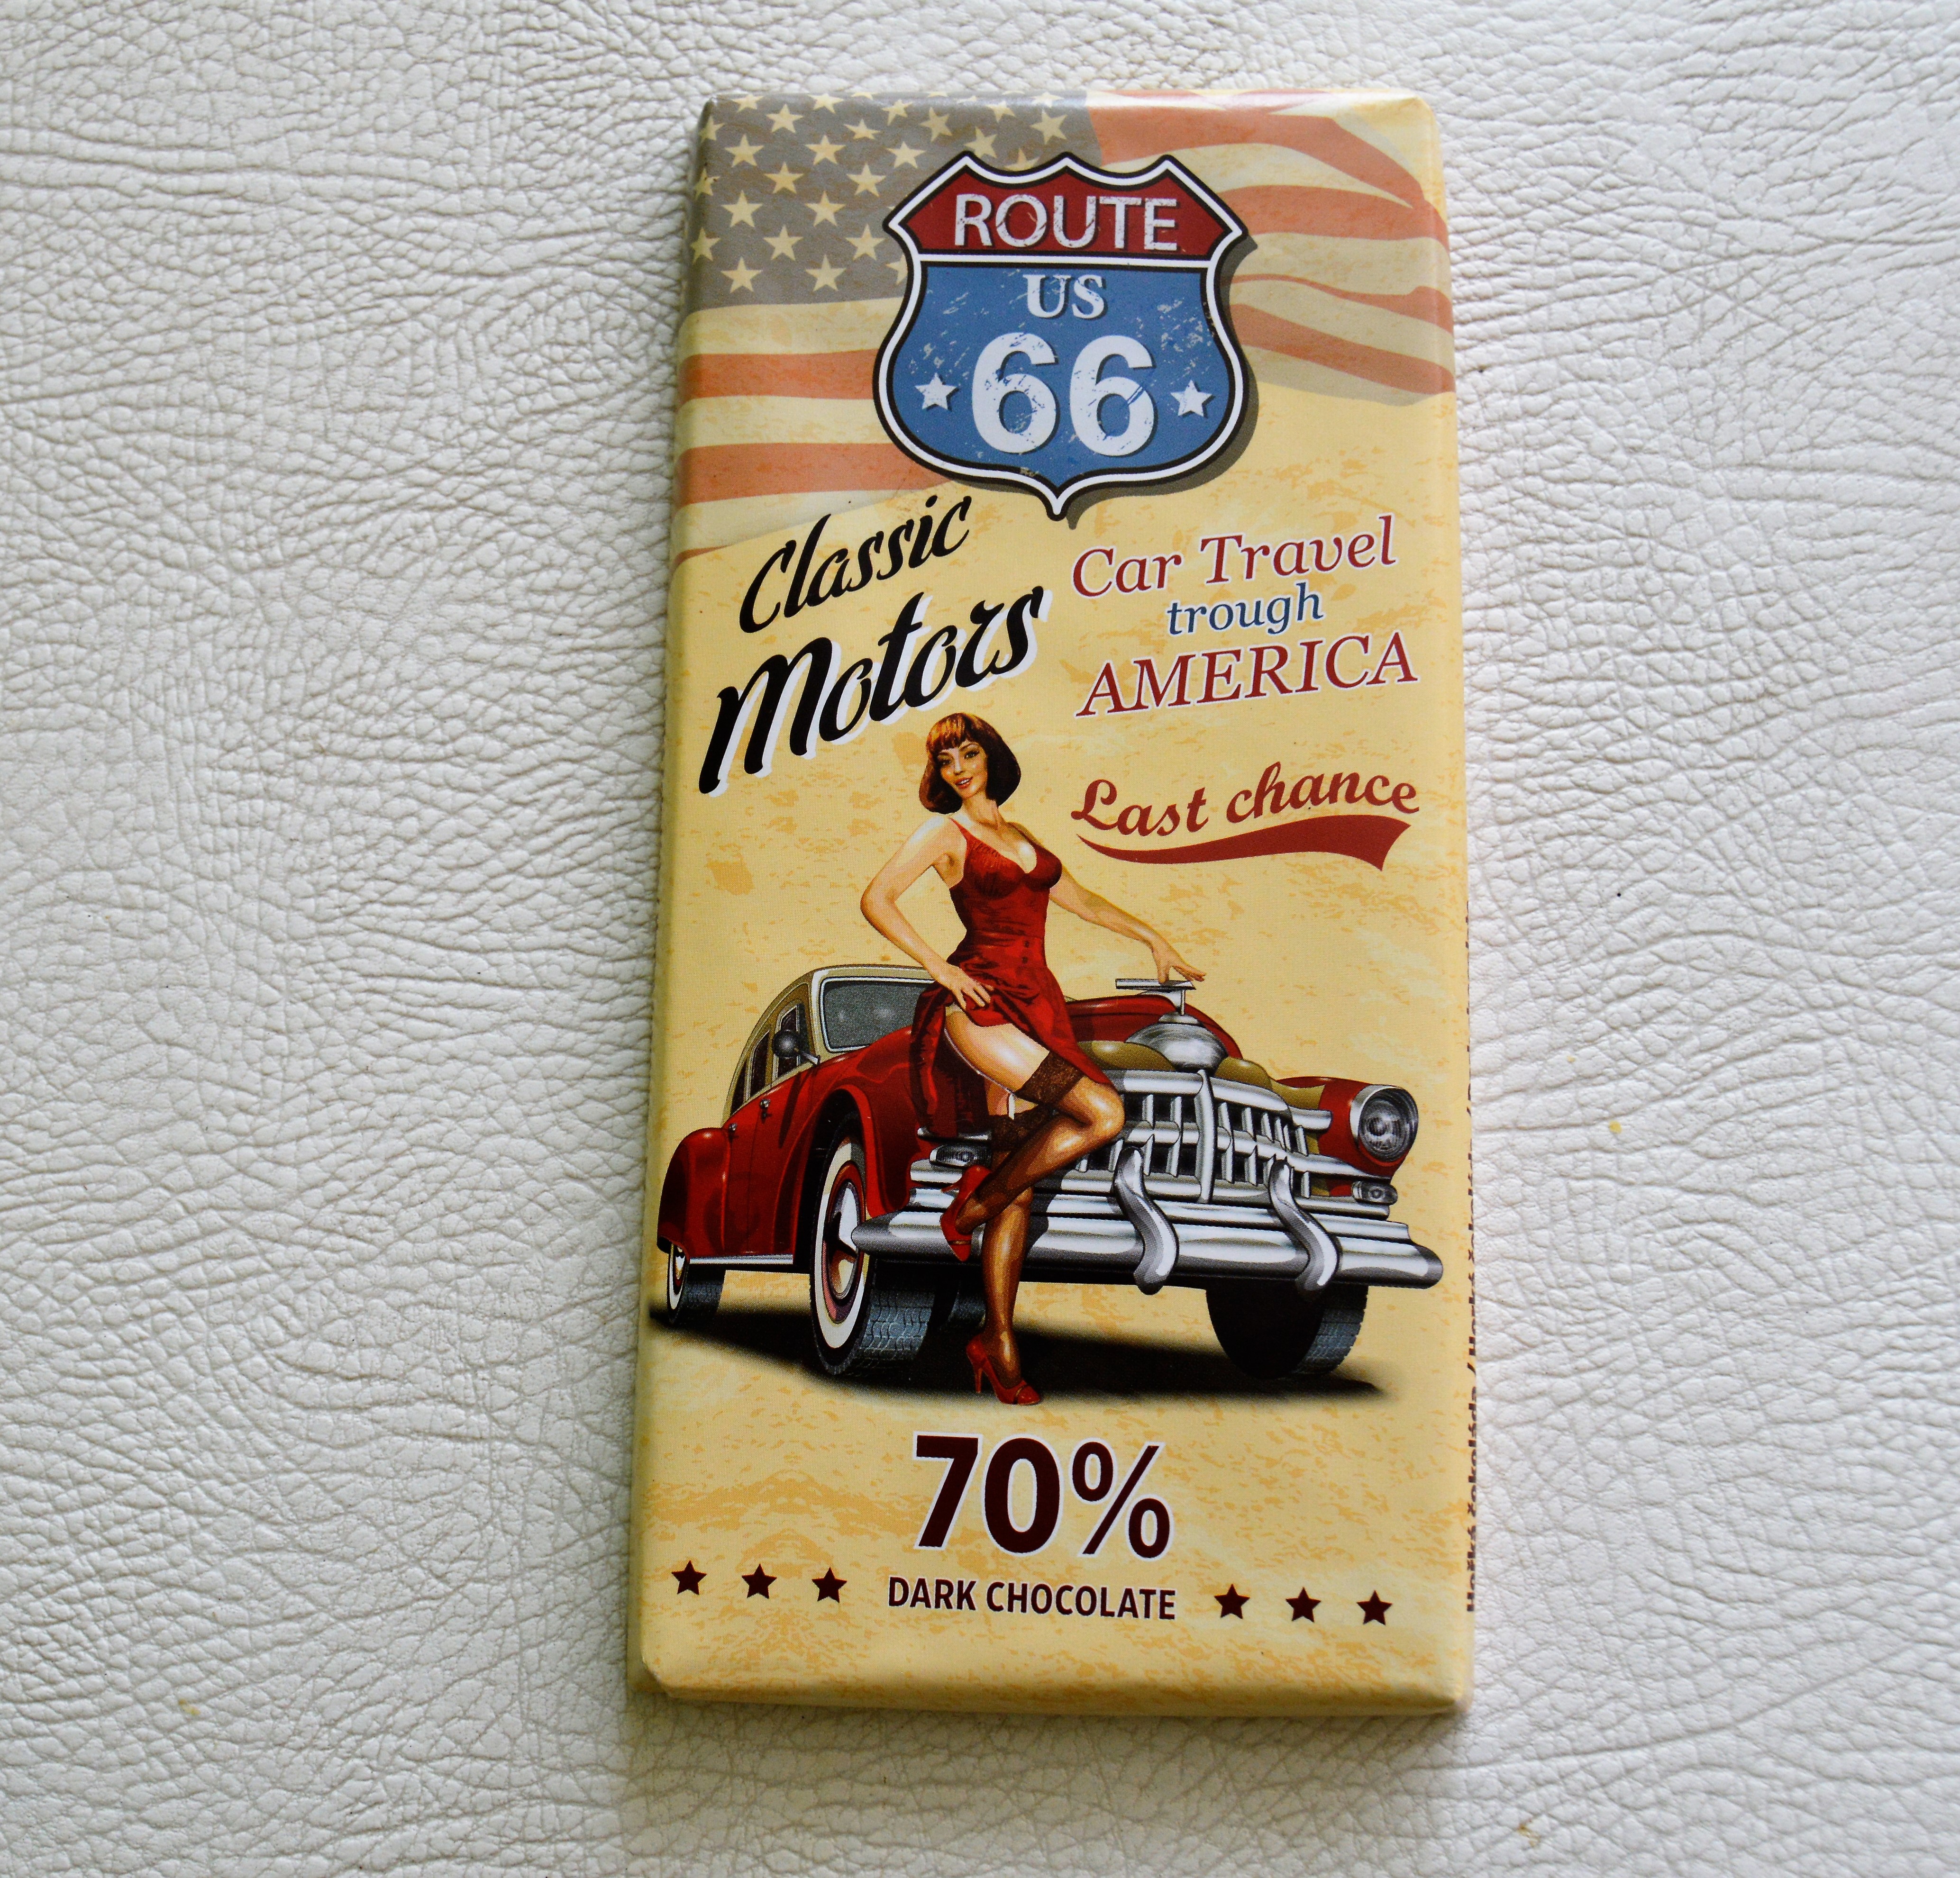 ROUTE
US
66
Classic
Motors
Car Travel
trough
AMERICA
Last chance
70%
DARK CHOCOLATE